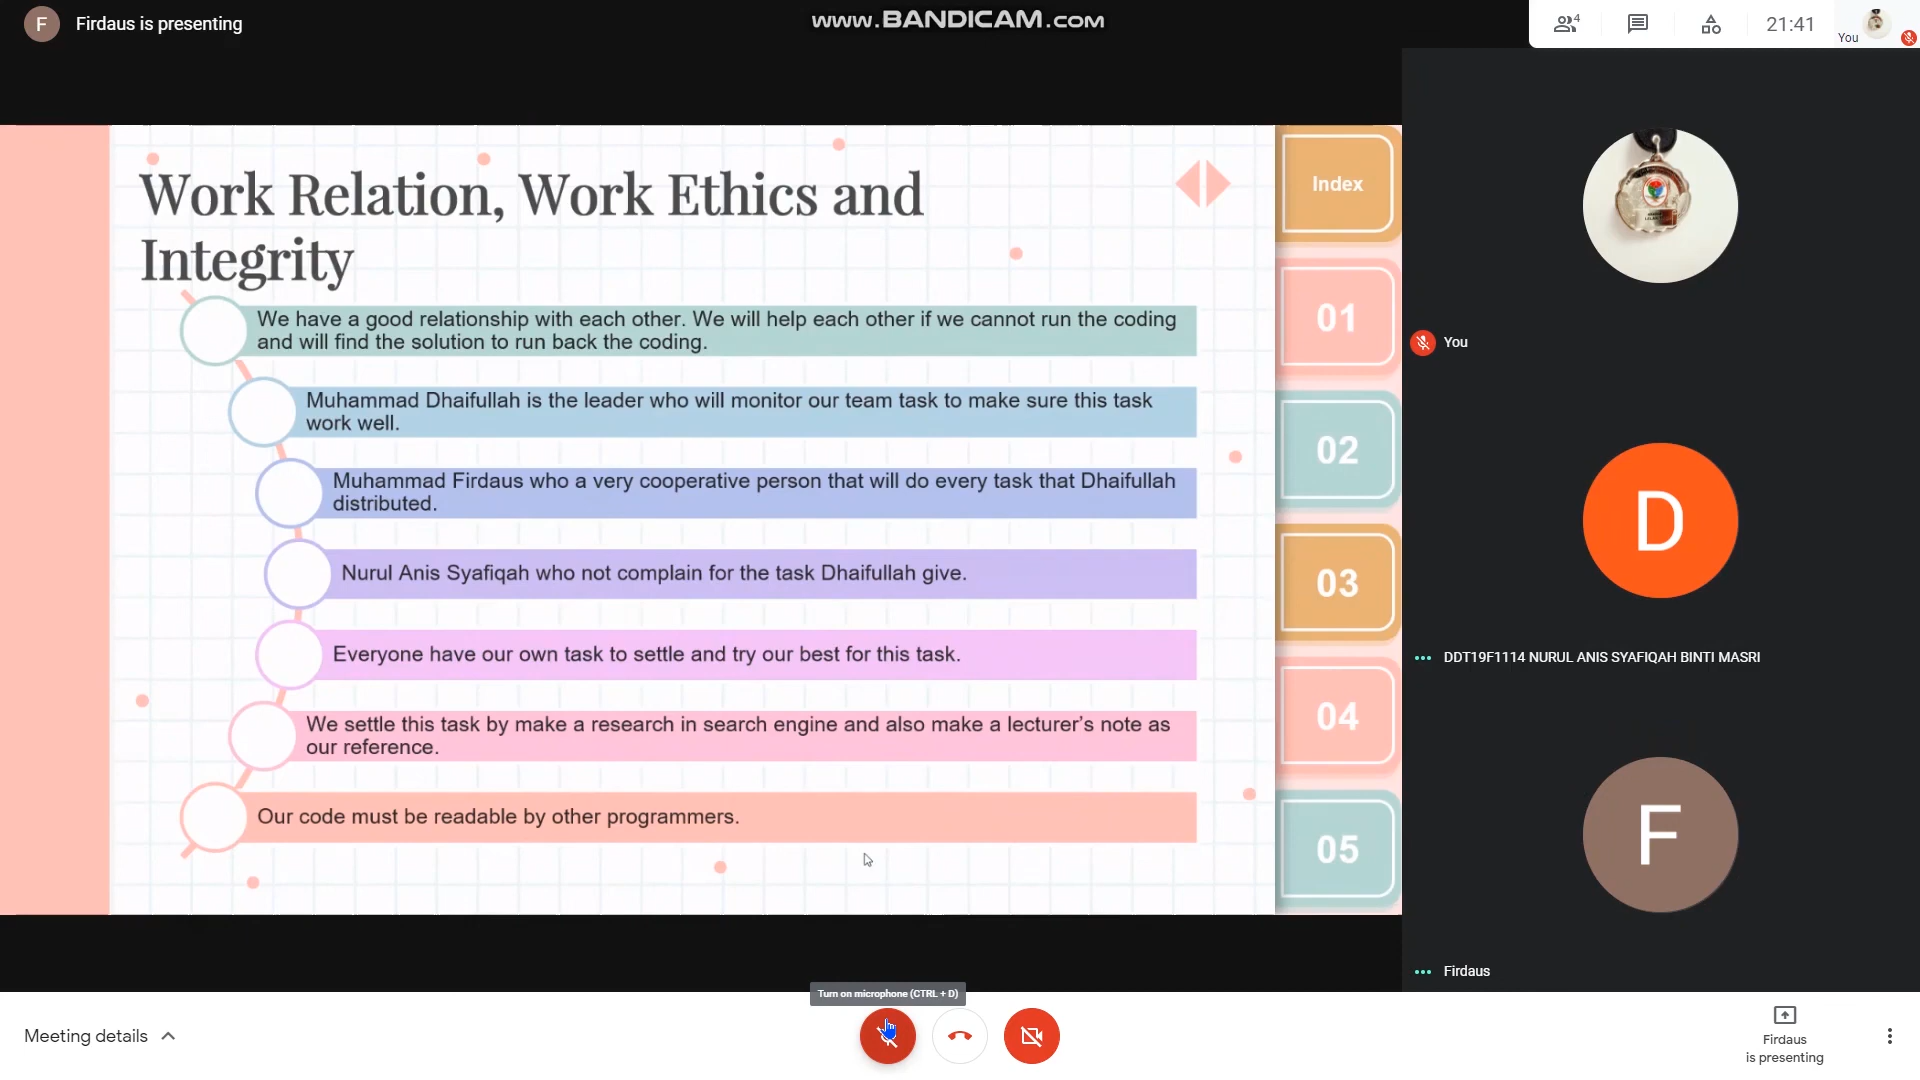 F
Firdaus is presenting
www.BANDICAM.com
4
21:41
You
Work Relation, Work Ethics and
Integrity
We have a good relationship with each other. We will help each other if we cannot run the coding
and will find the solution to run back the coding.
Muhammad Dhaifullah is the leader who will monitor our team task to make sure this task
work well.
Muhammad Firdaus who a very cooperative person that will do every task that Dhaifullah
distributed.
Nurul Anis Syafiqah who not complain for the task Dhaifullah give.
Everyone have our own task to settle and try our best for this task.
We settle this task by make a research in search engine and also make a lecturer’s note as
our reference.
Our code must be readable by other programmers.
Index
01
02
03
04
05
You
D
DDT19F1114 NURUL ANIS SYAFIQAH BINTI MASRI
F
Firdaus
Turn on microphone (CTRL + D)
Meeting details
Firdaus
is presenting